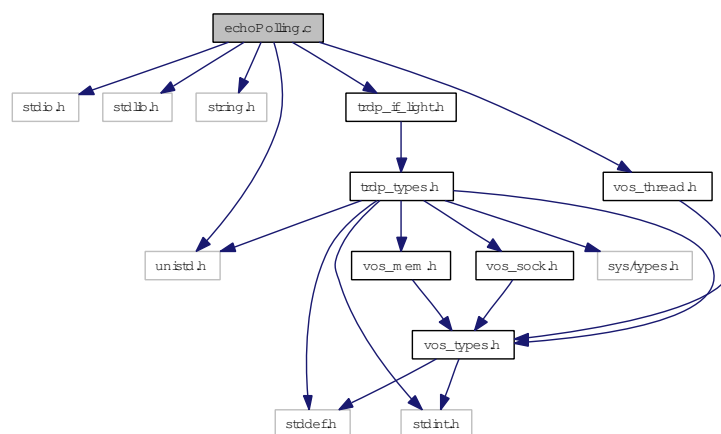 echoPolling.c
stdio.h
stdlib.h
string.h
trdp_if_light.h
trdp_types.h
vos_thread.h
unistd.h
vos_mem.h
vos_sock.h
sys/types.h
vos_types.h
stddef.h
stdint.h